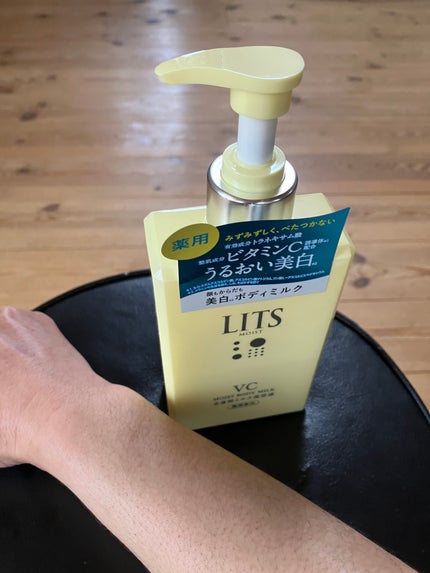 薬用
みずみずしく、べたつかない
有効成分トラネキサム酸
整肌成分ビタミンC誘導体配合
うるおい美白
顔もからだも
美白ボディミルク
LITS
MOIST
VC
MOIST BODY MILK